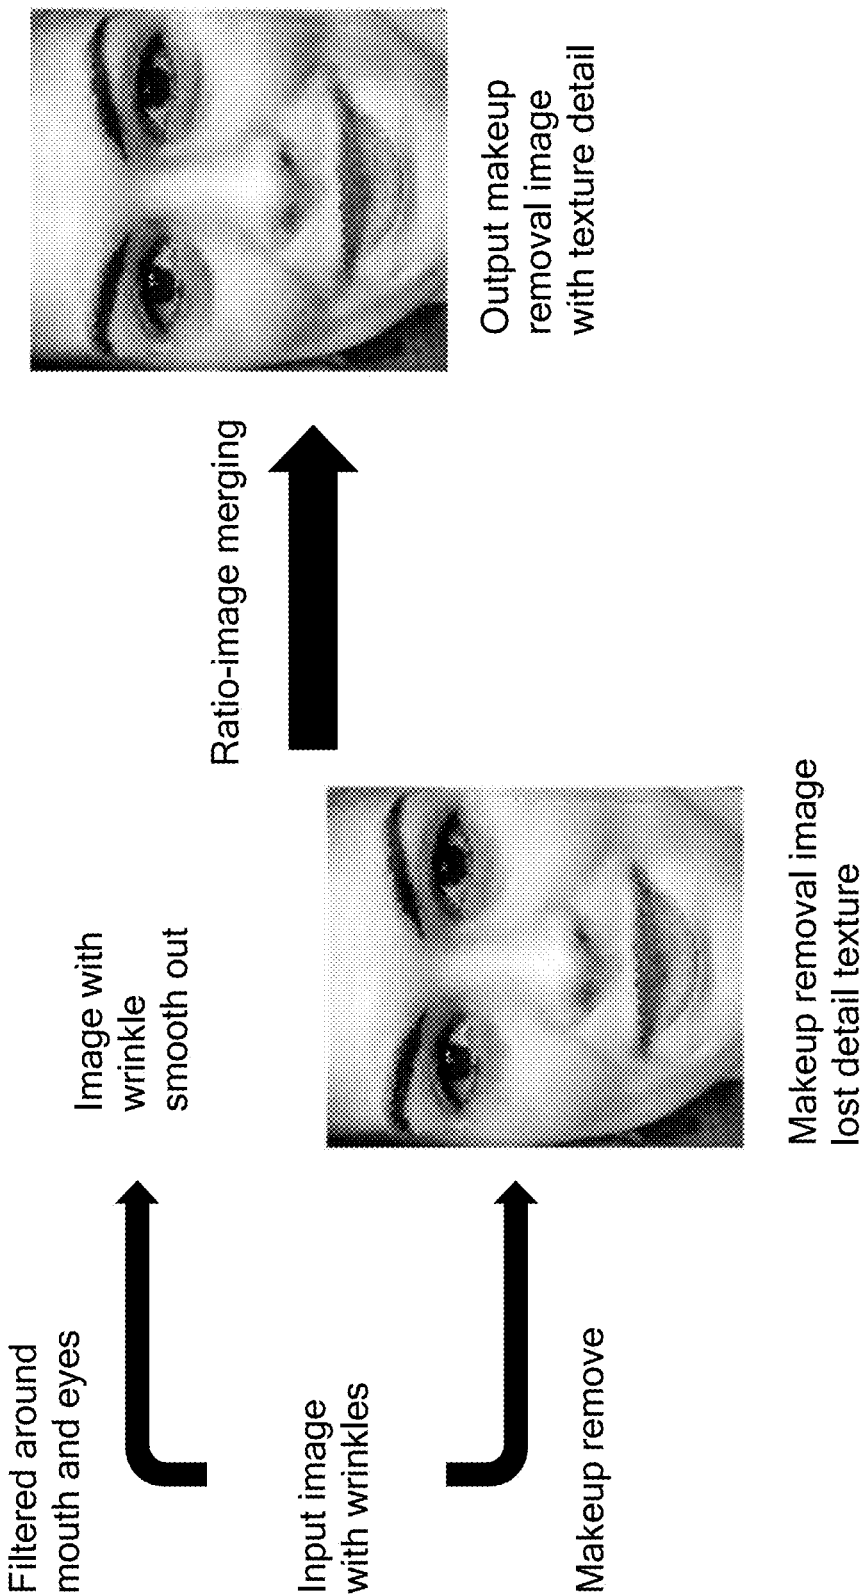 Filtered around
mouth and eyes
Image with
wrinkle
smooth out
Input image
with wrinkles
Ratio-image merging
Makeup remove
Makeup removal image
lost detail texture
Output makeup
removal image
with texture detail